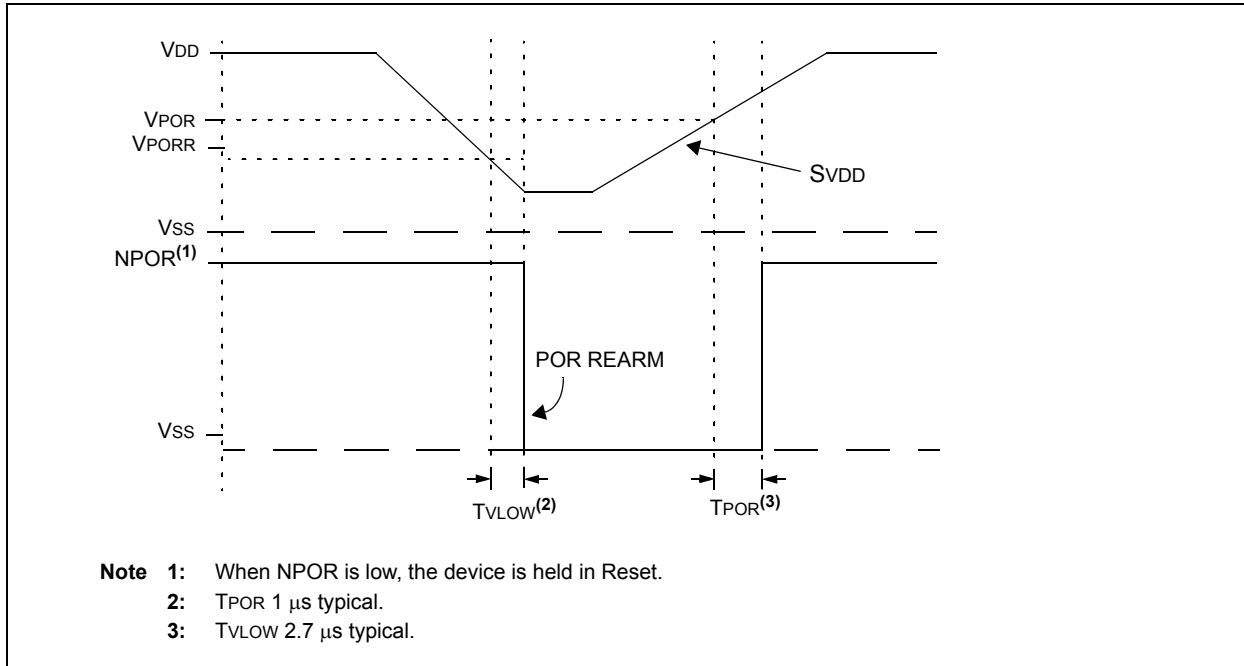 VDD
VPOR
VPORR
SVDD
VSS
NPOR(1)
POR REARM
VSS
TVLOW(2)
TPOR(3)
Note 1: When NPOR is low, the device is held in Reset.
2: TPOR 1 μs typical.
3: TVLOW 2.7 μs typical.